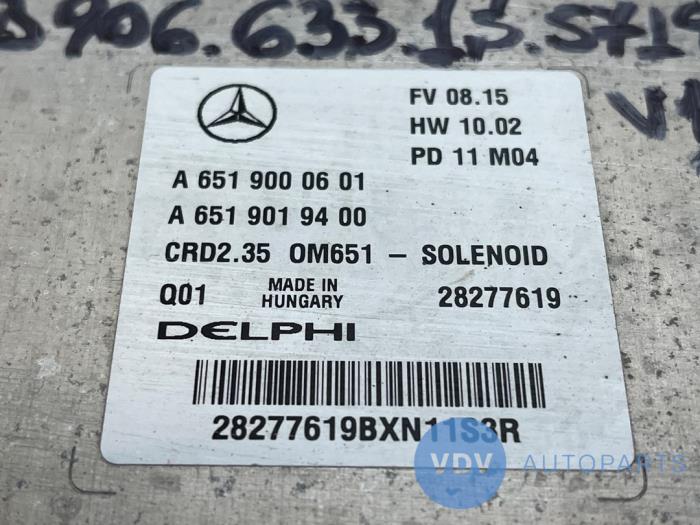 906.633.13.5719
FV 08.15
HW 10.02
PD 11 M04
A 651 900 06 01
A 651 901 94 00
CRD2.35 OM651 – SOLENOID
Q01 MADE IN HUNGARY 28277619
DELPHI
28277619BXN11S3R
VDV AUTOPARTS